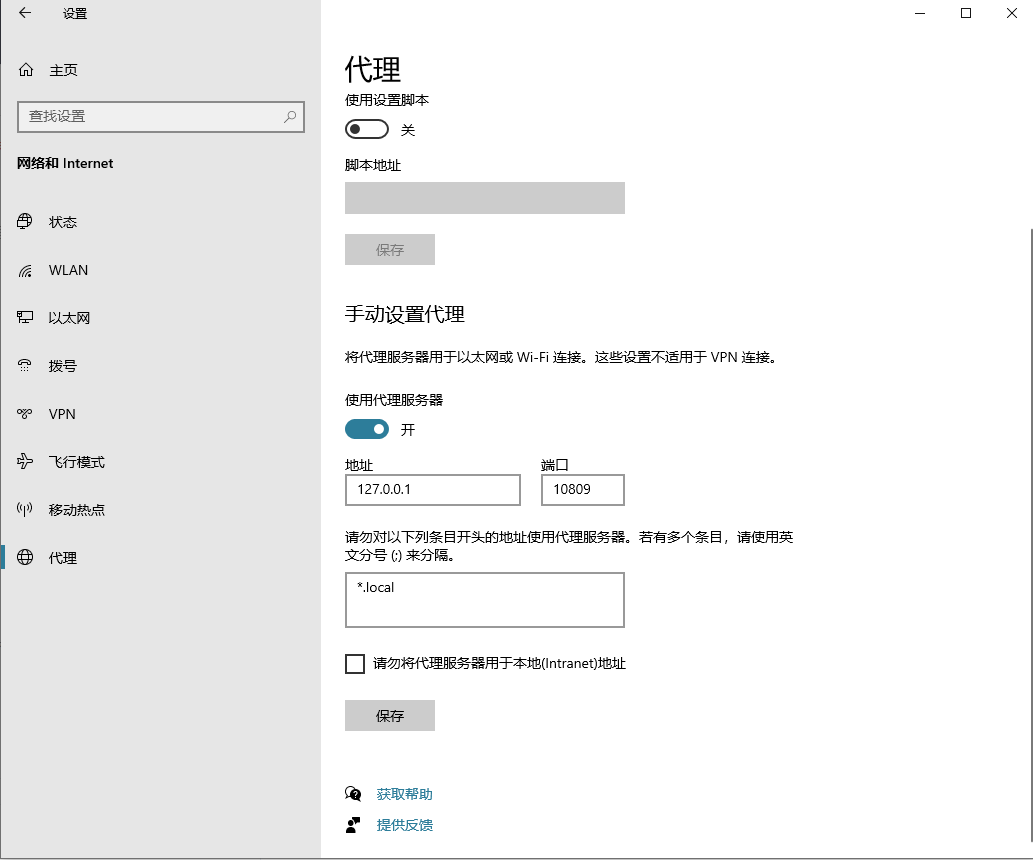 设置
主页
查找设置
网络和 Internet
状态
WLAN
以太网
拨号
VPN
飞行模式
移动热点
代理
代理
使用设置脚本
关
脚本地址
保存
手动设置代理
将代理服务器用于以太网或 Wi-Fi 连接。这些设置不适用于 VPN 连接。
使用代理服务器
开
地址 端口
127.0.0.1 10809
请勿对以下列条目开头的地址使用代理服务器。若有多个条目，请使用英
文分号 (;) 来分隔。
*.local
请勿将代理服务器用于本地(Intranet)地址
保存
获取帮助
提供反馈